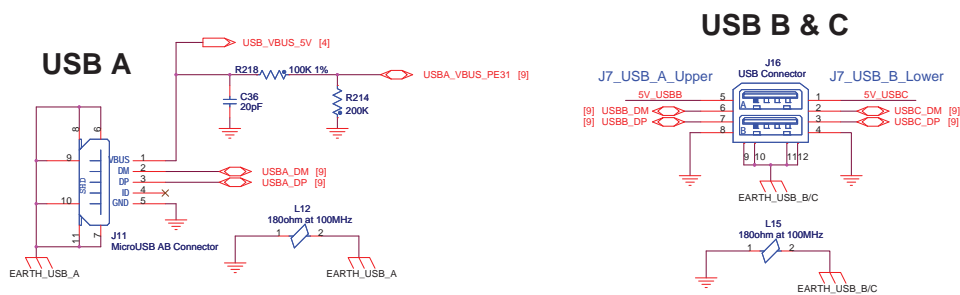 USB A
USB_VBUS_5V [4]
R218
100K 1%
USBA_VBUS_PE31 [9]
C36
20pF
R214
200K
8
6
9
10
11
7
SHLD
VBUS
DM
DP
ID
GND
1
2
3
4
5
USBA_DM [9]
USBA_DP [9]
J11
MicroUSB AB Connector
EARTH_USB_A
L12
180ohm at 100MHz
1
2
EARTH_USB_A
USB B & C
J16
USB Connector
J7_USB_A_Upper
J7_USB_B_Lower
5V_USBB
5
1
5V_USBC
[9] USBB_DM
6
A
2
USBC_DM [9]
[9] USBB_DP
7
3
USBC_DP [9]
8
B
4
9
10
11
12
EARTH_USB_B/C
L15
180ohm at 100MHz
1
2
EARTH_USB_B/C